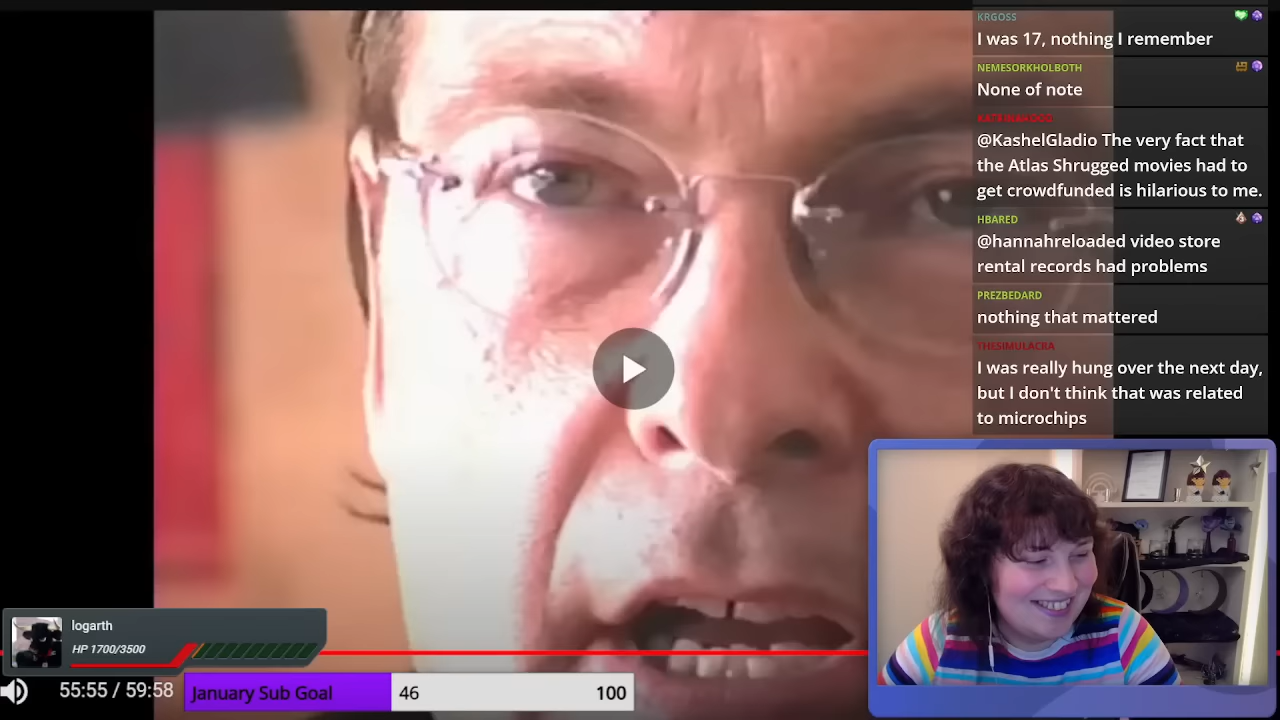 KRGOSS
I was 17, nothing I remember
NEMESORKHOLBOTH
None of note
@KashelGladio The very fact that
the Atlas Shrugged movies had to
get crowdfunded is hilarious to me.
HBARED
@hannahreloaded video store
rental records had problems
PREZBEDARD
nothing that mattered
THESIMULACRA
I was really hung over the next day,
but I don't think that was related
to microchips
logarth
HP 1700/3500
55:55 / 59:58
January Sub Goal
46
100